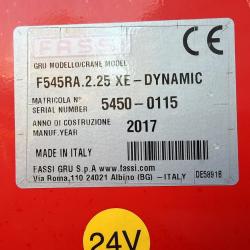 FASSI
GRU MODELLO/CRANE MODEL
F545RA.2.25 XE-DYNAMIC
MATRICOLA N°
SERIAL NUMBER
5450-0115
ANNO DI COSTRUZIONE
MANUF.YEAR
2017
MADE IN ITALY
CE
FASSI GRU S.p.A. www.fassi.com
Via Roma,110 24021 Albino (BG) -ITALY
DE5891B
24V